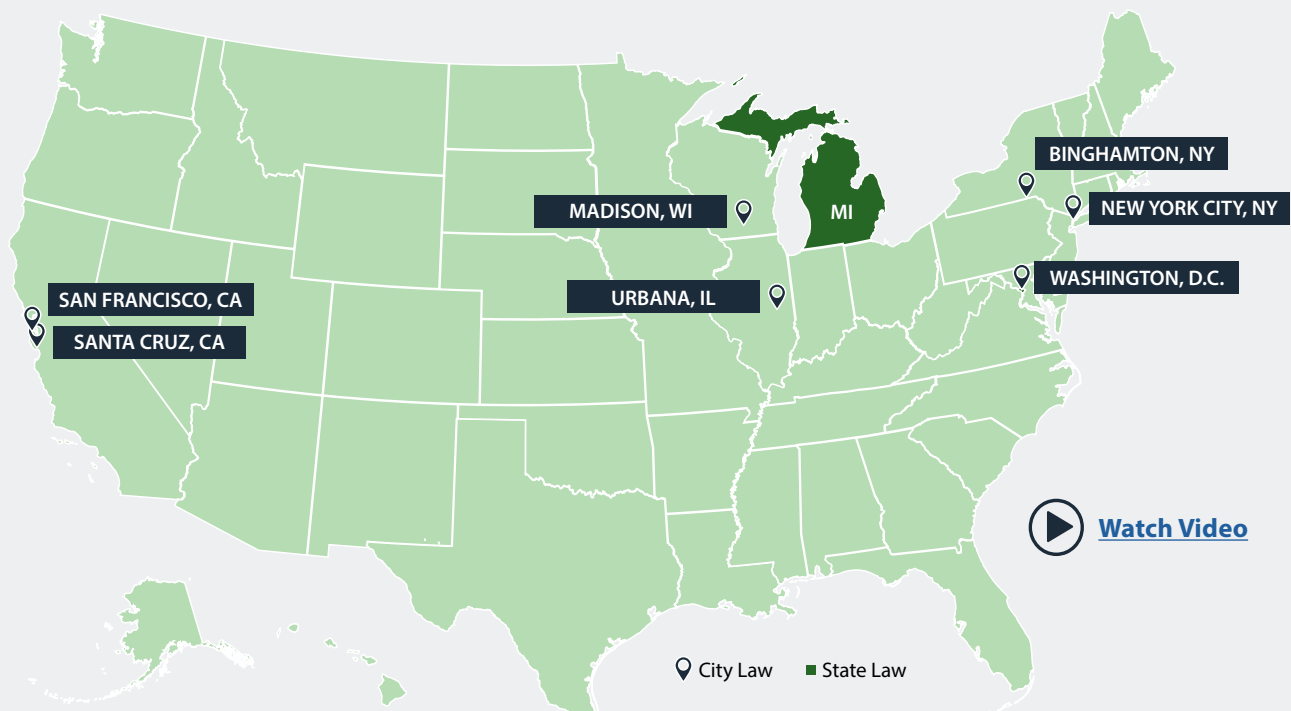 BINGHAMTON, NY
NEW YORK CITY, NY
MADISON, WI
MI
WASHINGTON, D.C.
URBANA, IL
SAN FRANCISCO, CA
SANTA CRUZ, CA
Watch Video
City Law
State Law